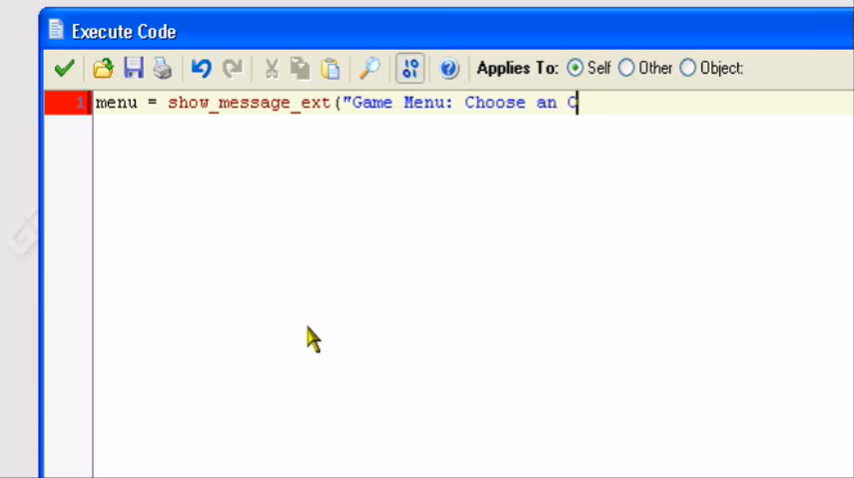 Execute Code
Applies To: Self Other Object:
1 menu = show_message_ext("Game Menu: Choose an O